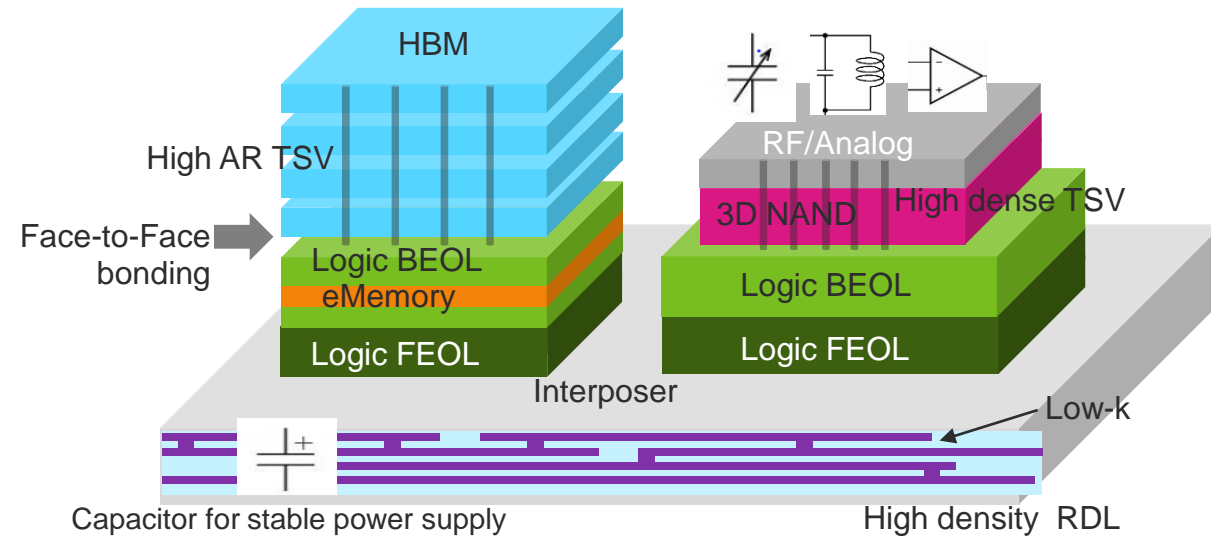 HBM
High AR TSV
Face-to-Face
bonding
Logic BEOL
eMemory
Logic FEOL
RF/Analog
3D NAND
High dense TSV
Logic BEOL
Logic FEOL
Interposer
Low-k
Capacitor for stable power supply
High density RDL